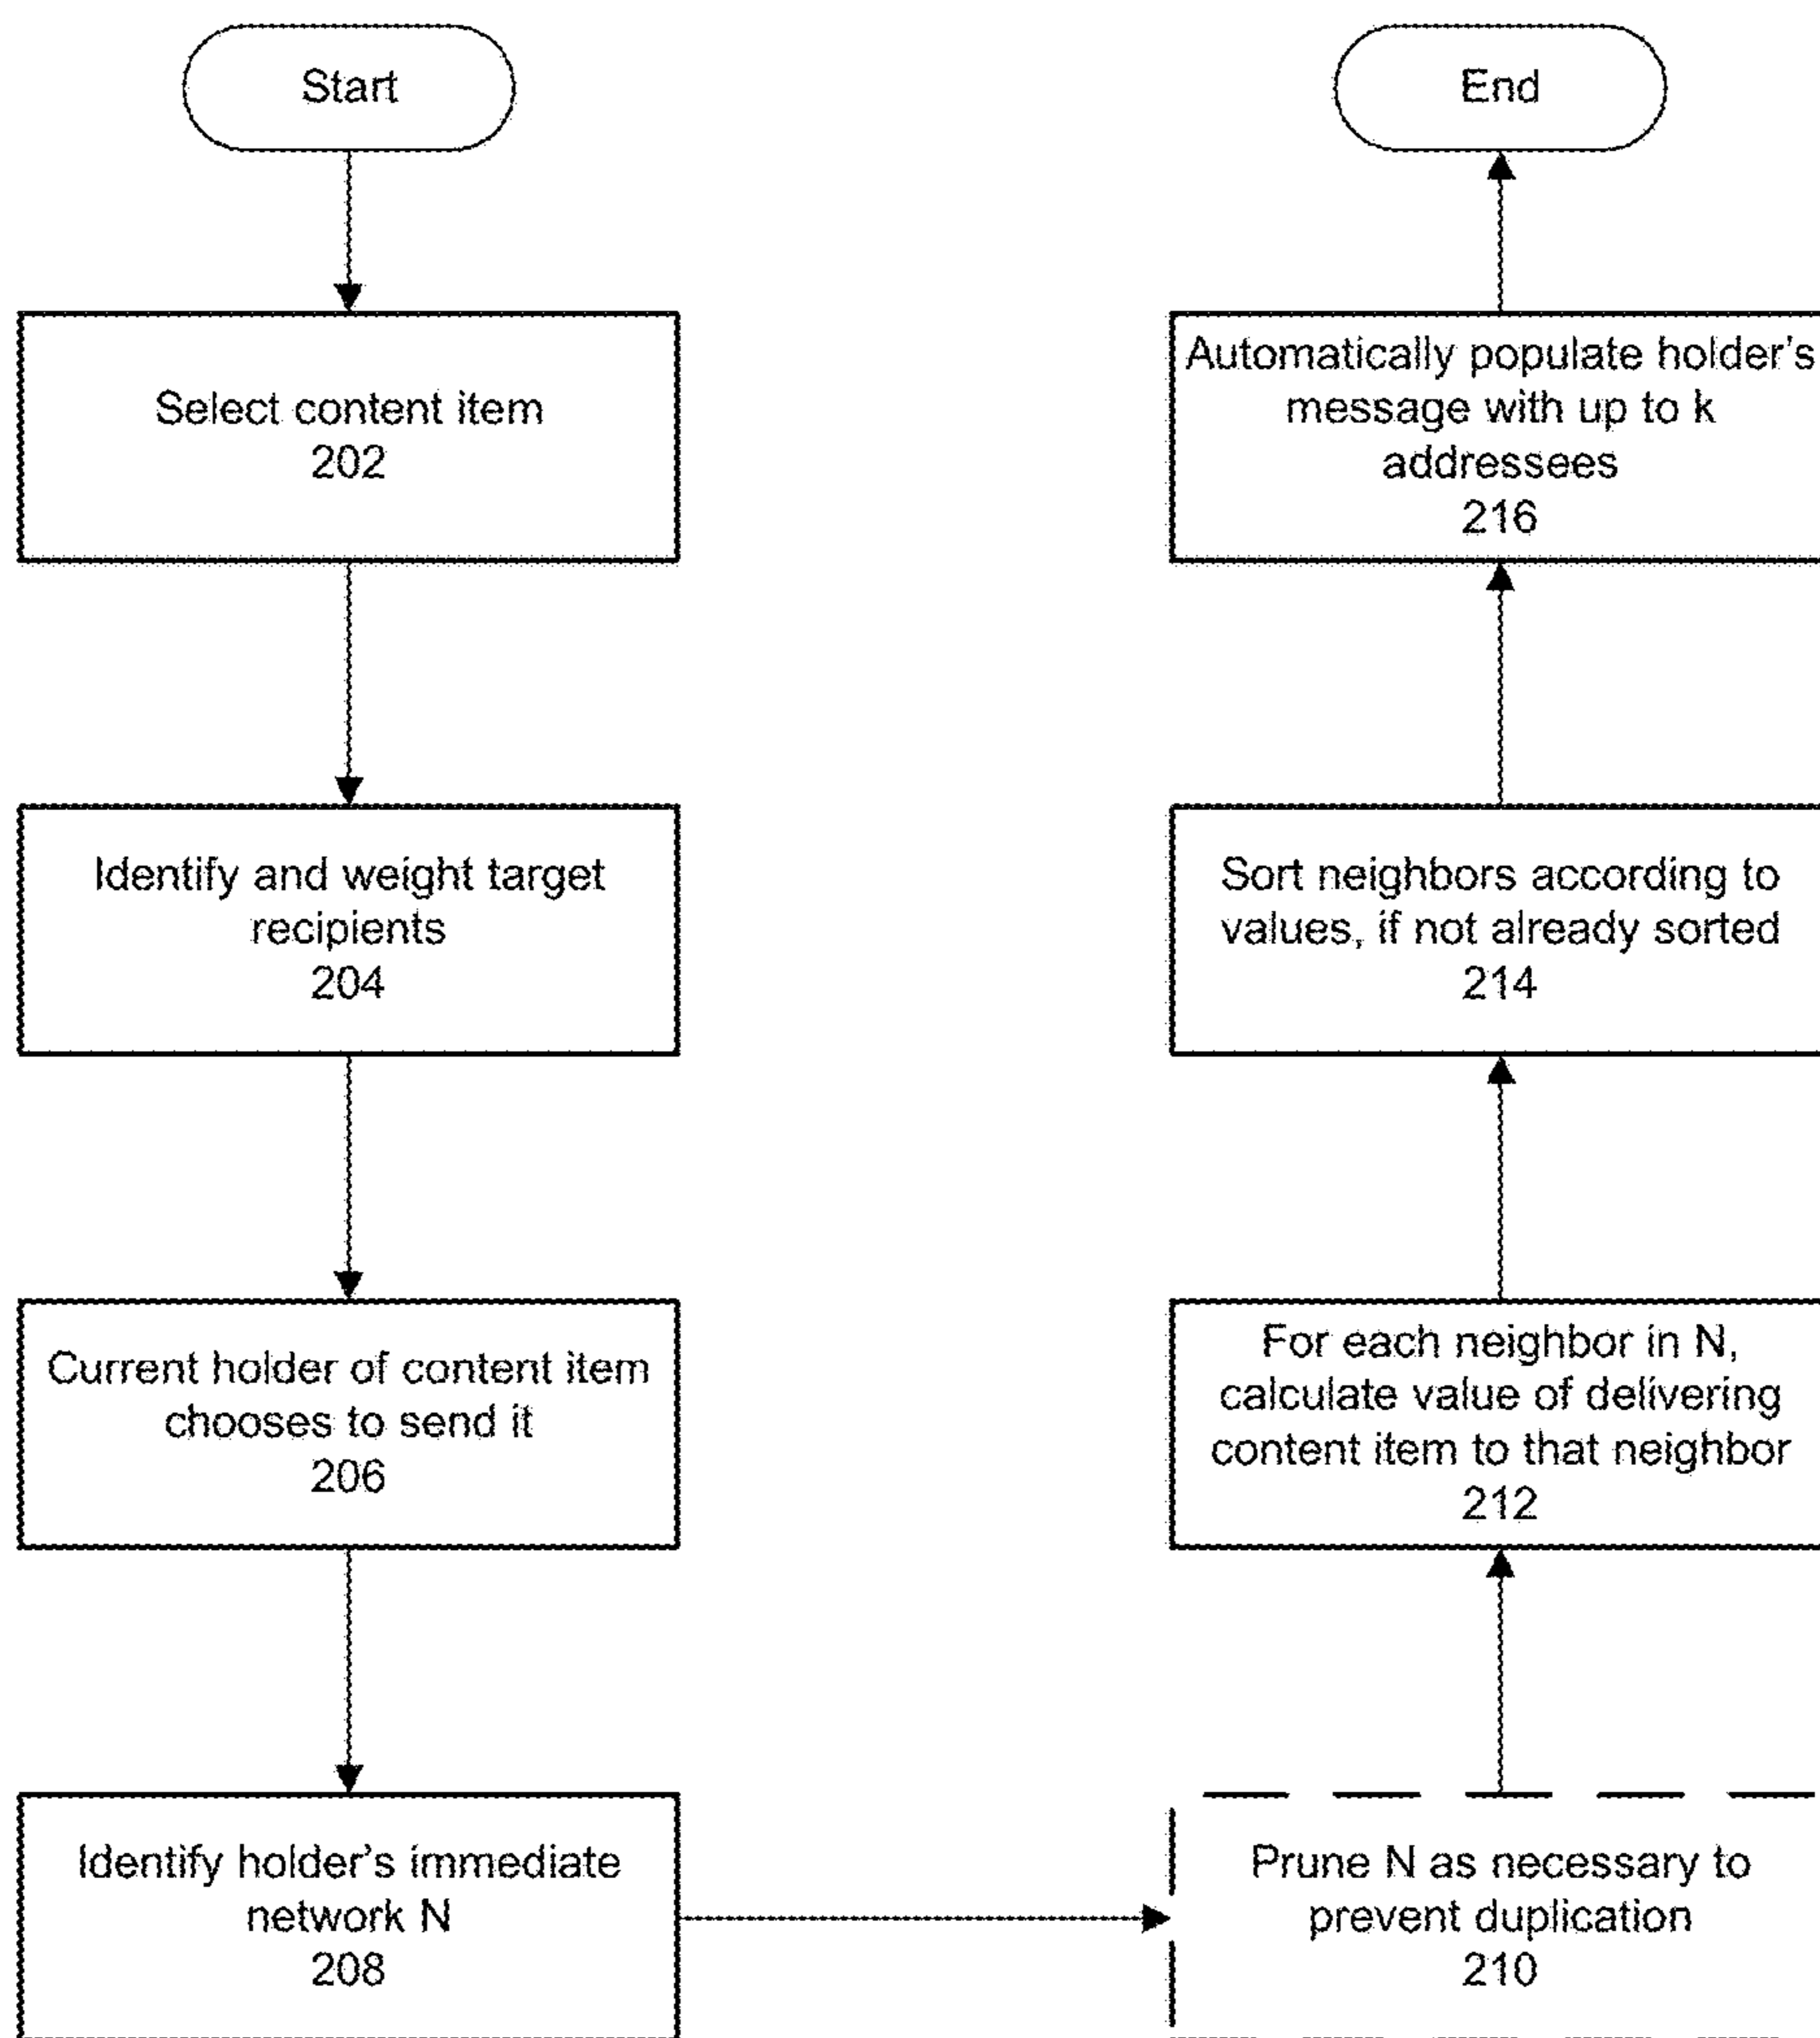 Start
Select content item
202
Identify and weight target
recipients
204
Current holder of content item
chooses to send it
206
Identify holder's immediate
network N
208
Prune N as necessary to
prevent duplication
210
For each neighbor in N,
calculate value of delivering
content item to that neighbor
212
Sort neighbors according to
values, if not already sorted
214
Automatically populate holder's
message with up to k
addressees
216
End